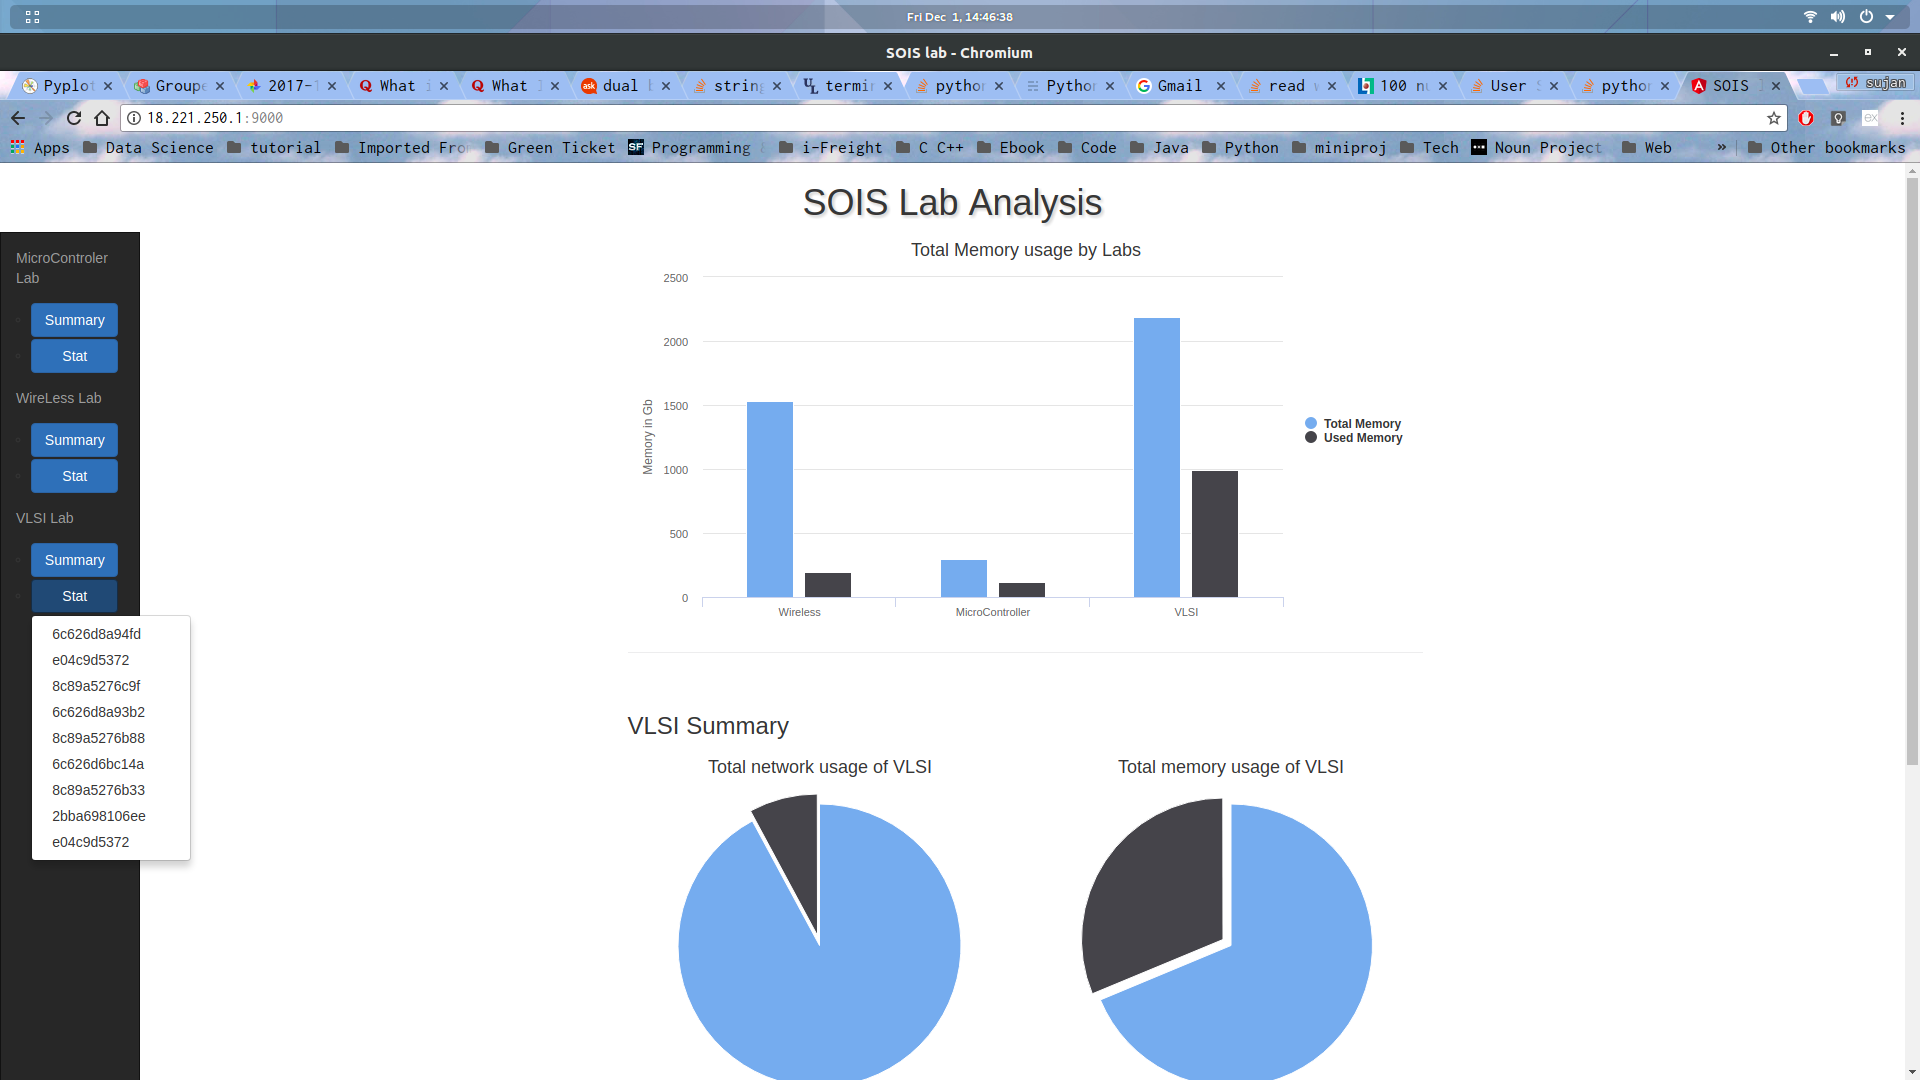 Fri Dec 1, 14:46:38
SOIS lab - Chromium
Pyplot
Groupe
2017-
What
What
dual
string
termin
python
Python
Gmail
read
100 nu
User
python
SOIS
sujan
18.221.250.1:9000
Apps
Data Science
tutorial
Imported Fro
Green Ticket
SF Programming
i-Freight
C C++
Ebook
Code
Java
Python
miniproj
Tech
Noun Project
Web
»
Other bookmarks
SOIS Lab Analysis
MicroControler
Lab
Summary
Stat
WireLess Lab
Summary
Stat
VLSI Lab
Summary
Stat
6c626d8a94fd
e04c9d5372
8c89a5276c9f
6c626d8a93b2
8c89a5276b88
6c626d6bc14a
8c89a5276b33
2bba698106ee
e04c9d5372
Total Memory usage by Labs
Memory in Gb
2500
2000
1500
1000
500
0
Wireless
MicroController
VLSI
Total Memory
Used Memory
VLSI Summary
Total network usage of VLSI
Total memory usage of VLSI